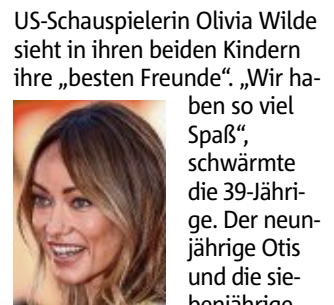 US-Schauspielerin Olivia Wilde
sieht in ihren beiden Kindern
ihre „besten Freunde“. „Wir ha-
ben so viel
Spaß“,
schwärmte
die 39-Jähri-
ge. Der neun-
jährige Otis
und die sie-
benjährige